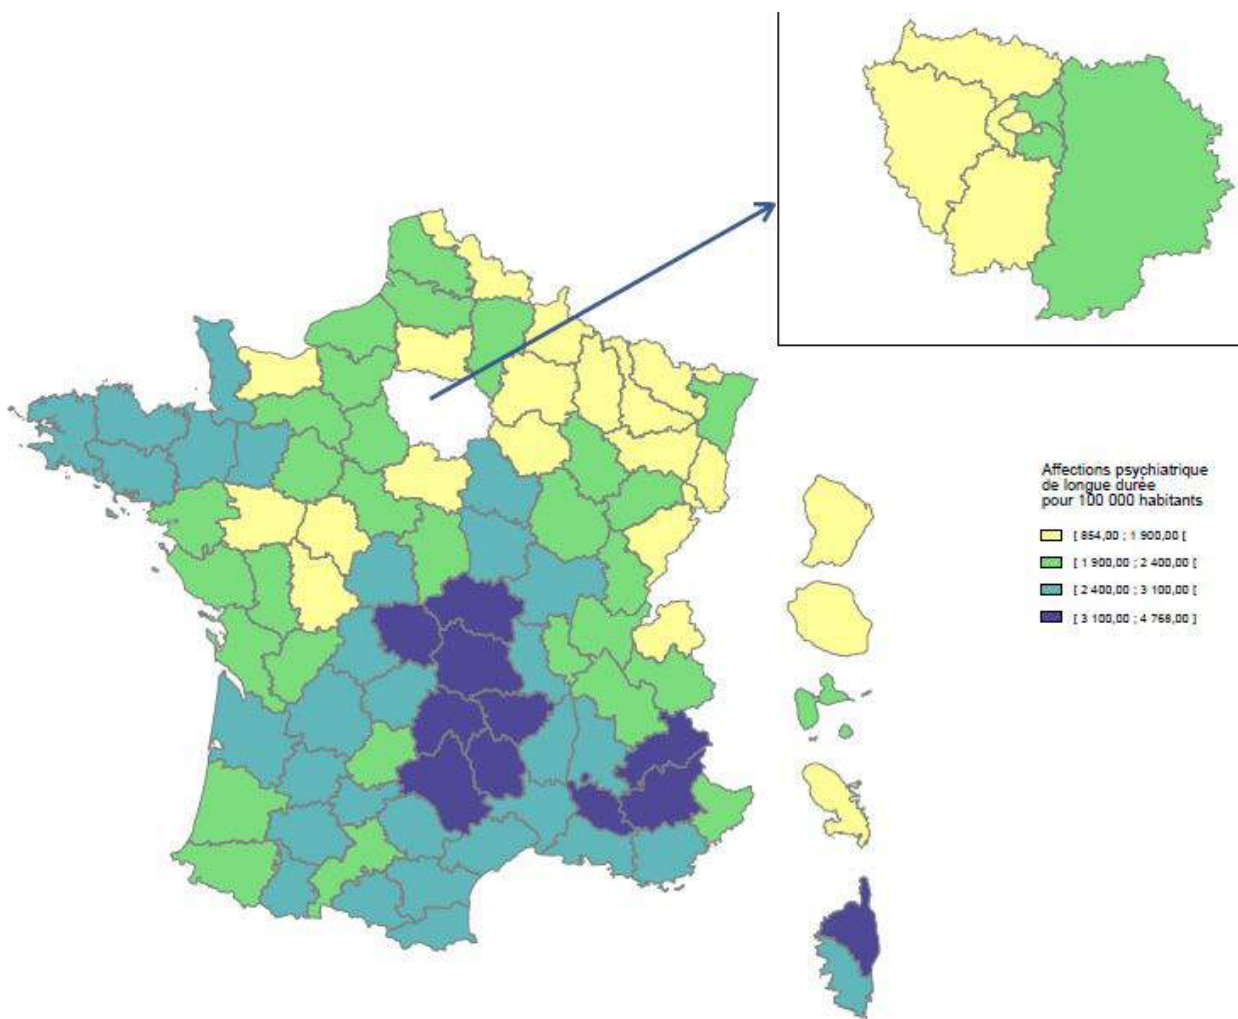 Affections psychiatrique
de longue durée
pour 100 000 habitants
[ 854,00 ; 1 900,00 [
[ 1 900,00 ; 2 400,00 [
[ 2 400,00 ; 3 100,00 [
[ 3 100,00 ; 4 768,00 ]